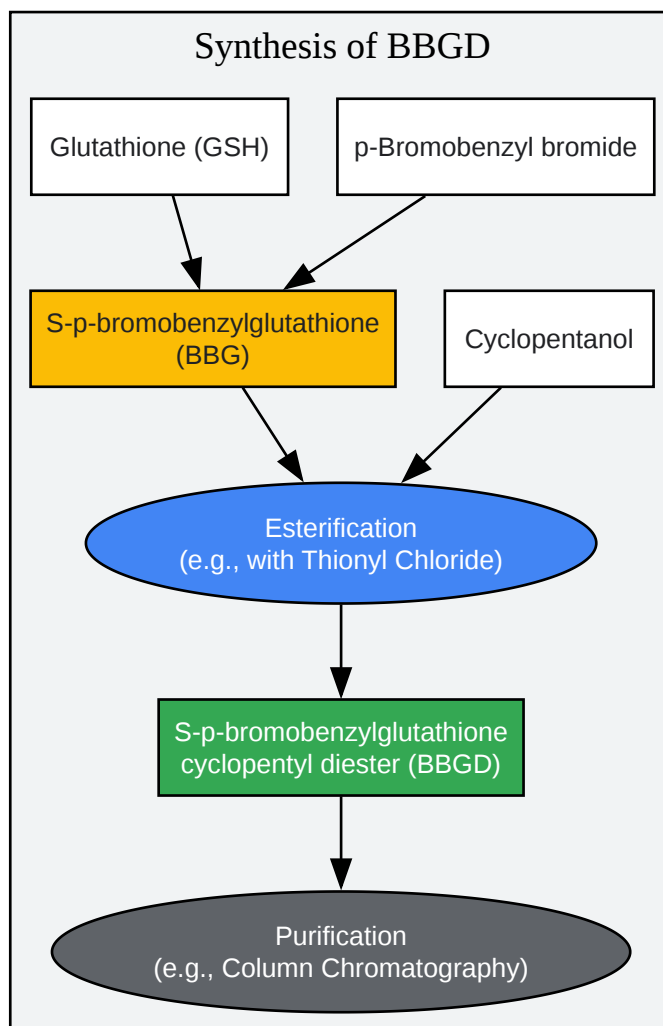 Synthesis of BBGD
Glutathione (GSH)
p-Bromobenzyl bromide
S-p-bromobenzylglutathione
(BBG)
Cyclopentanol
Esterification
(e.g., with Thionyl Chloride)
S-p-bromobenzylglutathione
cyclopentyl diester (BBGD)
Purification
(e.g., Column Chromatography)